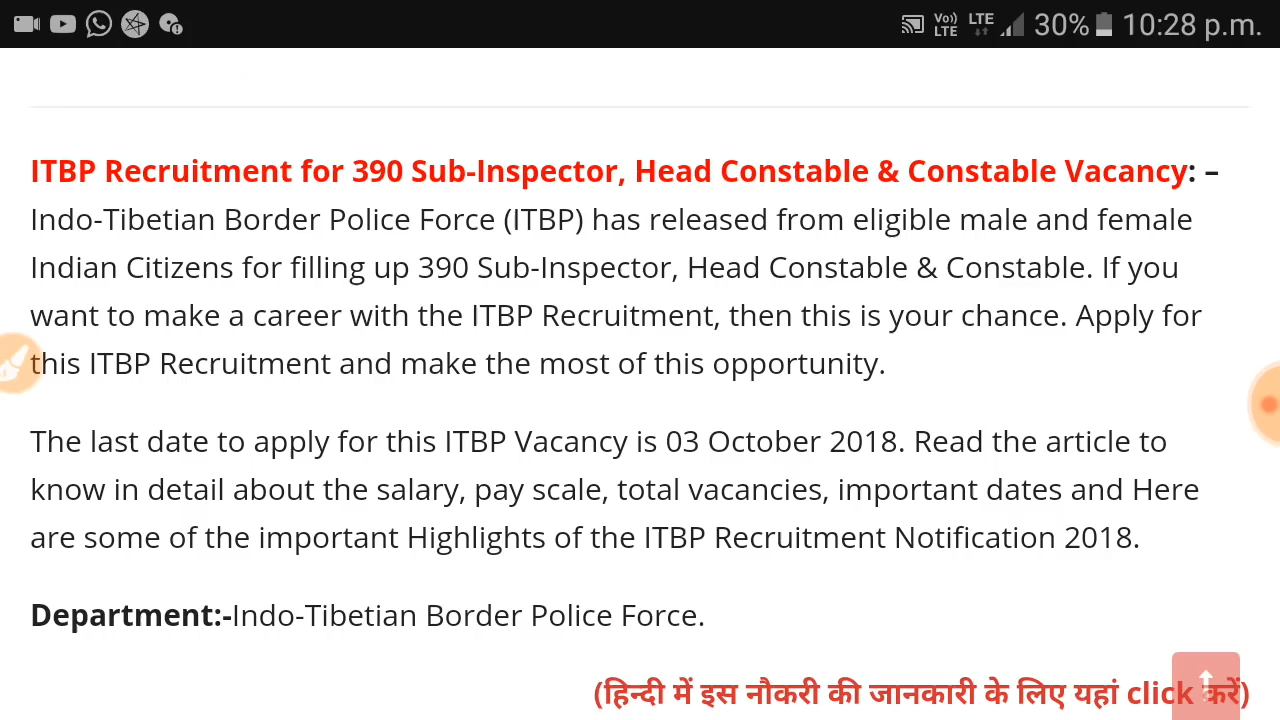 Vo)) LTE LTE 30% 10:28 p.m.
ITBP Recruitment for 390 Sub-Inspector, Head Constable & Constable Vacancy: –
Indo-Tibetian Border Police Force (ITBP) has released from eligible male and female
Indian Citizens for filling up 390 Sub-Inspector, Head Constable & Constable. If you
want to make a career with the ITBP Recruitment, then this is your chance. Apply for
this ITBP Recruitment and make the most of this opportunity.
The last date to apply for this ITBP Vacancy is 03 October 2018. Read the article to
know in detail about the salary, pay scale, total vacancies, important dates and Here
are some of the important Highlights of the ITBP Recruitment Notification 2018.
Department:-Indo-Tibetian Border Police Force.
(हिन्दी में इस नौकरी की जानकारी के लिए यहां click करें)